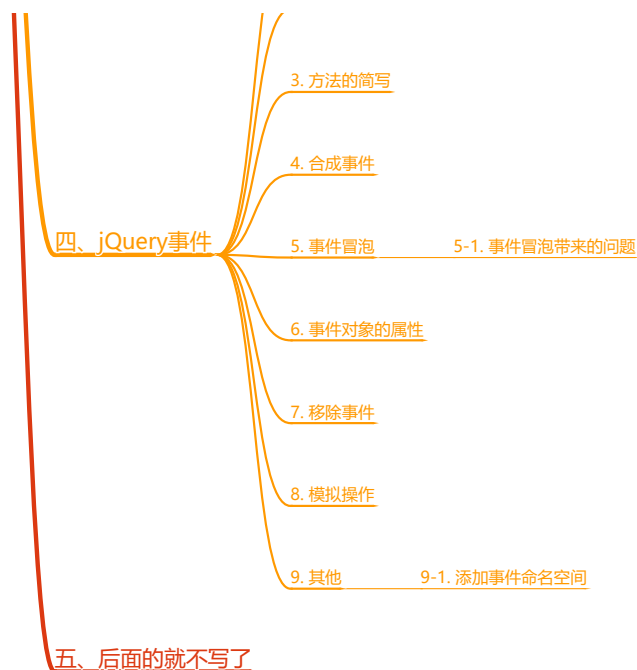 3. 方法的简写
4. 合成事件
四、jQuery事件
5. 事件冒泡
5-1. 事件冒泡带来的问题
6. 事件对象的属性
7. 移除事件
8. 模拟操作
9. 其他
9-1. 添加事件命名空间
五、后面的就不写了